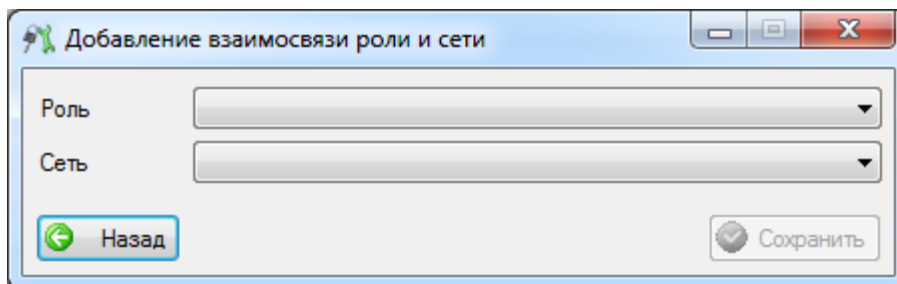 Добавление взаимосвязи роли и сети
Роль
Сеть
Назад
Сохранить